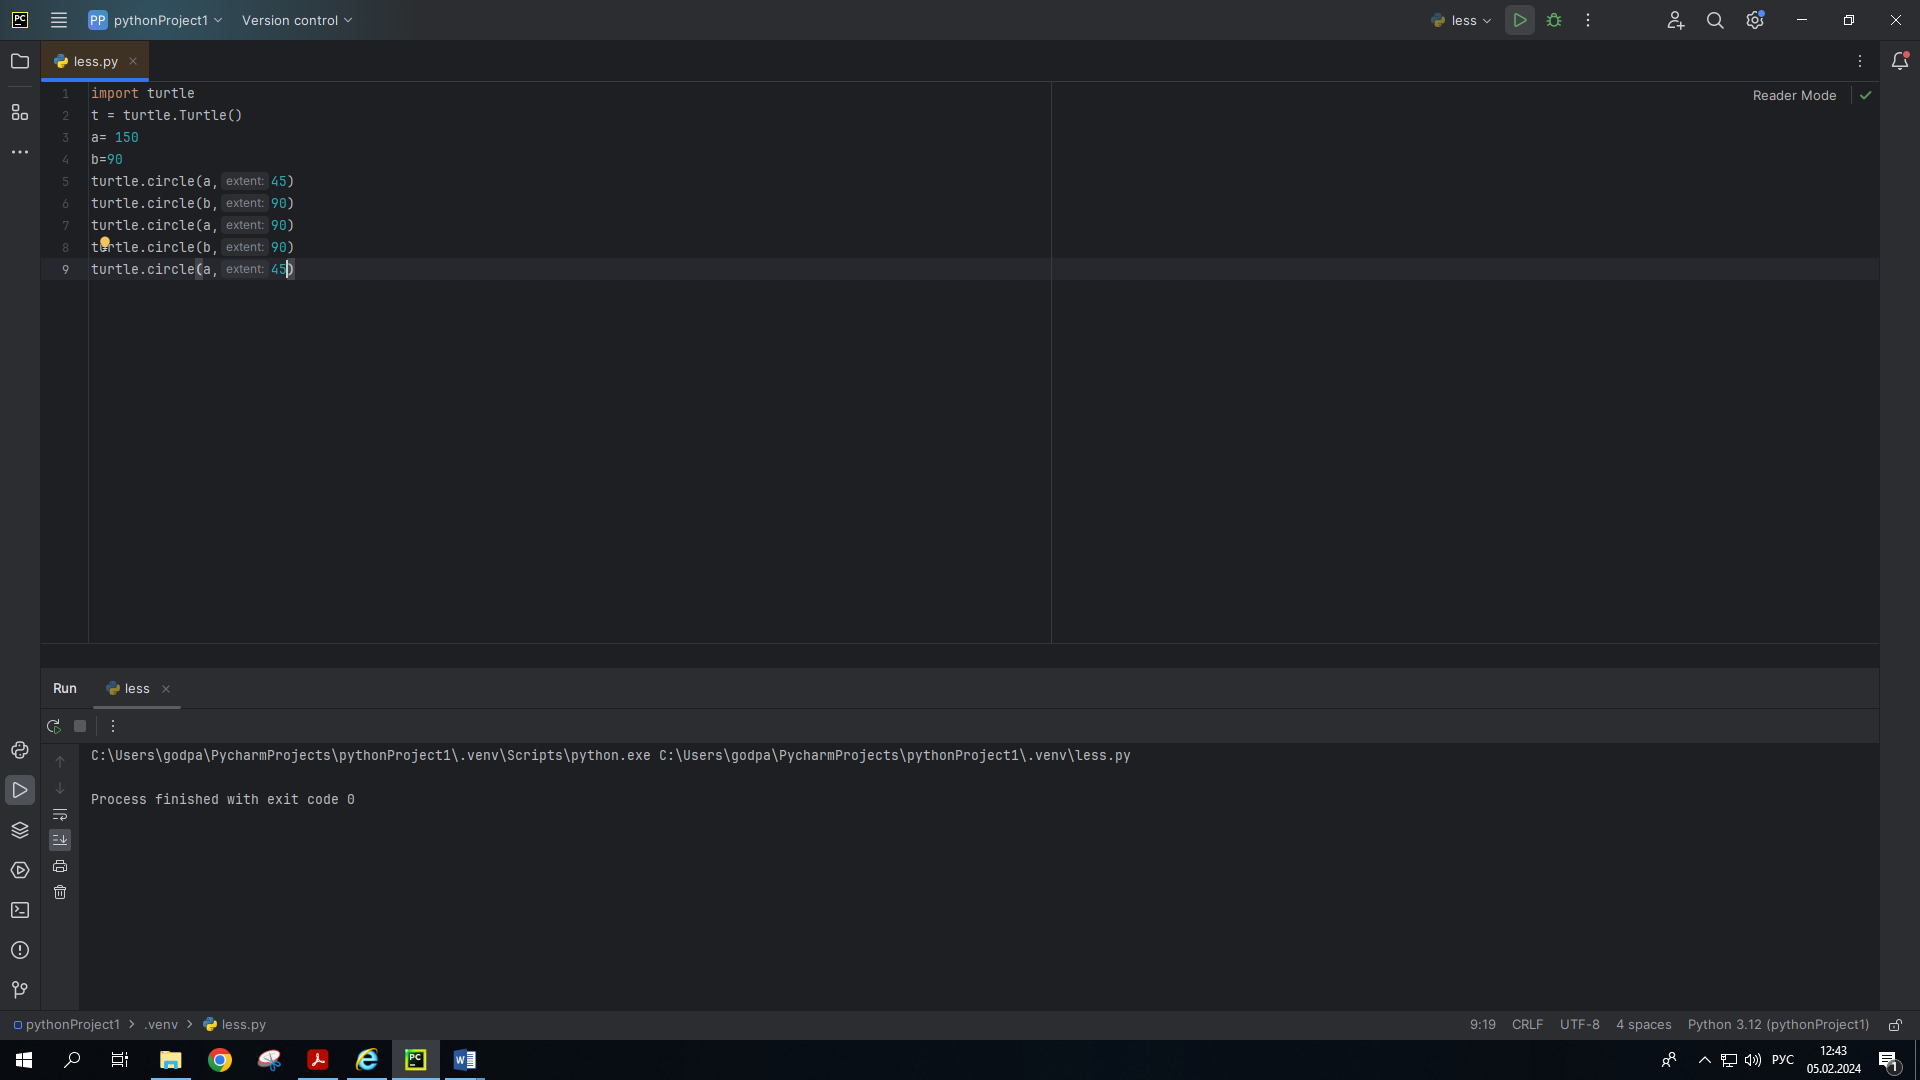 PC PP pythonProject1 Version control less
less.py
Reader Mode
1 import turtle
2 t = turtle.Turtle()
3 a= 150
4 b=90
5 turtle.circle(a, extent: 45)
6 turtle.circle(b, extent: 90)
7 turtle.circle(a, extent: 90)
8 turtle.circle(b, extent: 90)
9 turtle.circle(a, extent: 45)
Run less
C:\Users\godpa\PycharmProjects\pythonProject1\.venv\Scripts\python.exe C:\Users\godpa\PycharmProjects\pythonProject1\.venv\less.py
Process finished with exit code 0
pythonProject1 > .venv > less.py 9:19 CRLF UTF-8 4 spaces Python 3.12 (pythonProject1)
PC W РУС 12:43
05.02.2024 1